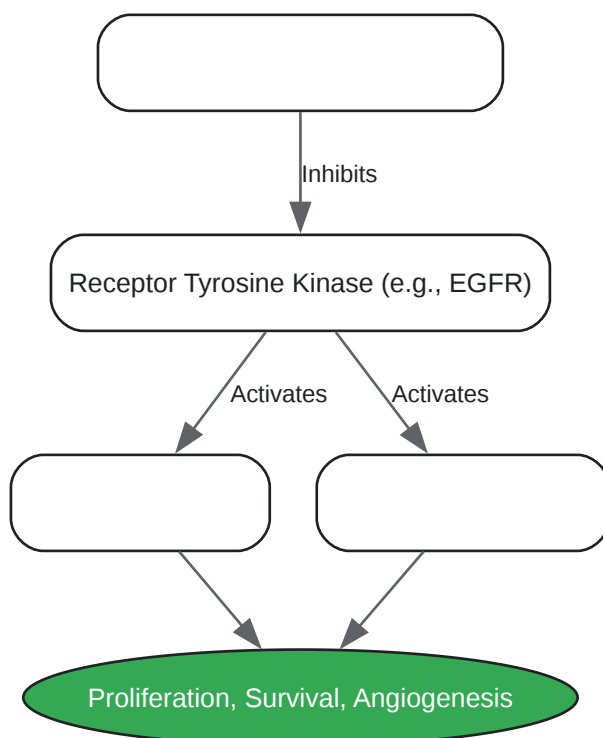 Inhibits
Receptor Tyrosine Kinase (e.g., EGFR)
Activates
Activates
Proliferation, Survival, Angiogenesis